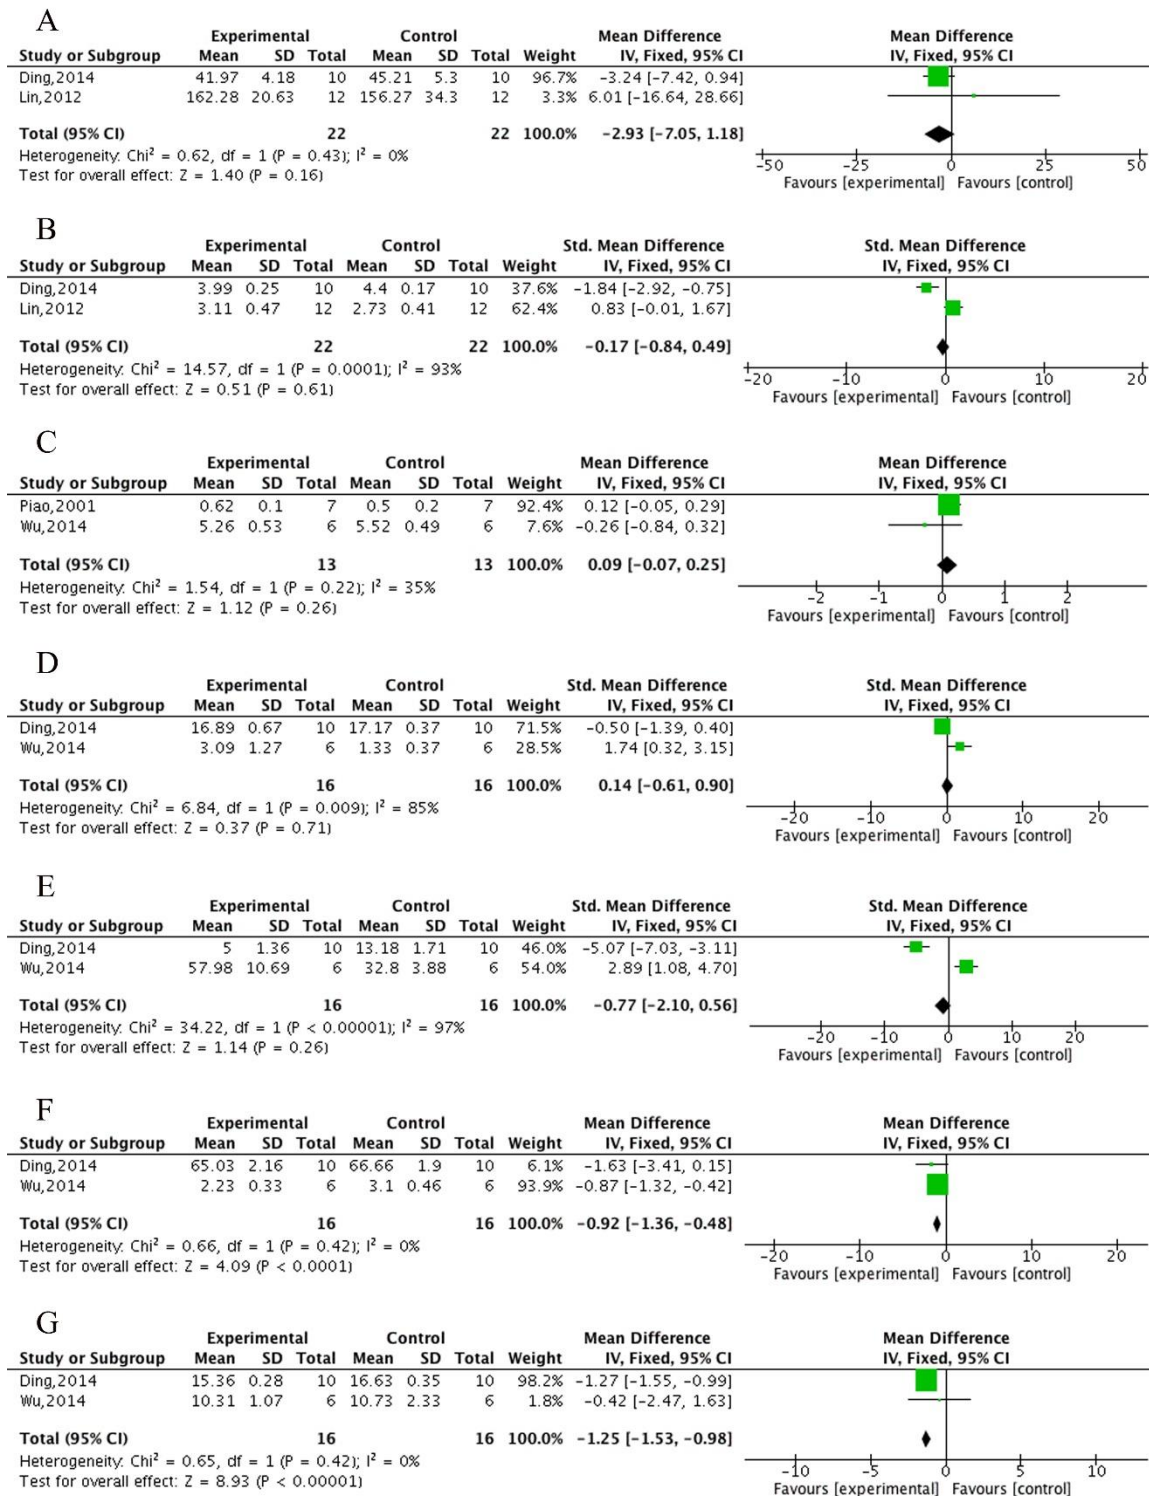 A
Experimental Control Mean Difference Mean Difference
Study or Subgroup Mean SD Total Mean SD Total Weight IV, Fixed, 95% CI IV, Fixed, 95% CI
Ding,2014 41.97 4.18 10 45.21 5.3 10 96.7% −3.24 [−7.42, 0.94]
Lin,2012 162.28 20.63 12 156.27 34.3 12 3.3% 6.01 [−16.64, 28.66]
Total (95% CI) 22 22 100.0% −2.93 [−7.05, 1.18]
Heterogeneity: Chi² = 0.62, df = 1 (P = 0.43); I² = 0%
Test for overall effect: Z = 1.40 (P = 0.16)
−50 −25 0 25 50
Favours [experimental] Favours [control]
B
Experimental Control Std. Mean Difference Std. Mean Difference
Study or Subgroup Mean SD Total Mean SD Total Weight IV, Fixed, 95% CI IV, Fixed, 95% CI
Ding,2014 3.99 0.25 10 4.4 0.17 10 37.6% −1.84 [−2.92, −0.75]
Lin,2012 3.11 0.47 12 2.73 0.41 12 62.4% 0.83 [−0.01, 1.67]
Total (95% CI) 22 22 100.0% −0.17 [−0.84, 0.49]
Heterogeneity: Chi² = 14.57, df = 1 (P = 0.0001); I² = 93%
Test for overall effect: Z = 0.51 (P = 0.61)
−20 −10 0 10 20
Favours [experimental] Favours [control]
C
Experimental Control Mean Difference Mean Difference
Study or Subgroup Mean SD Total Mean SD Total Weight IV, Fixed, 95% CI IV, Fixed, 95% CI
Piao,2001 0.62 0.1 7 0.5 0.2 7 92.4% 0.12 [−0.05, 0.29]
Wu,2014 5.26 0.53 6 5.52 0.49 6 7.6% −0.26 [−0.84, 0.32]
Total (95% CI) 13 13 100.0% 0.09 [−0.07, 0.25]
Heterogeneity: Chi² = 1.54, df = 1 (P = 0.22); I² = 35%
Test for overall effect: Z = 1.12 (P = 0.26)
−2 −1 0 1 2
Favours [experimental] Favours [control]
D
Experimental Control Std. Mean Difference Std. Mean Difference
Study or Subgroup Mean SD Total Mean SD Total Weight IV, Fixed, 95% CI IV, Fixed, 95% CI
Ding,2014 16.89 0.67 10 17.17 0.37 10 71.5% −0.50 [−1.39, 0.40]
Wu,2014 3.09 1.27 6 1.33 0.37 6 28.5% 1.74 [0.32, 3.15]
Total (95% CI) 16 16 100.0% 0.14 [−0.61, 0.90]
Heterogeneity: Chi² = 6.84, df = 1 (P = 0.009); I² = 85%
Test for overall effect: Z = 0.37 (P = 0.71)
−20 −10 0 10 20
Favours [experimental] Favours [control]
E
Experimental Control Std. Mean Difference Std. Mean Difference
Study or Subgroup Mean SD Total Mean SD Total Weight IV, Fixed, 95% CI IV, Fixed, 95% CI
Ding,2014 5 1.36 10 13.18 1.71 10 46.0% −5.07 [−7.03, −3.11]
Wu,2014 57.98 10.69 6 32.8 3.88 6 54.0% 2.89 [1.08, 4.70]
Total (95% CI) 16 16 100.0% −0.77 [−2.10, 0.56]
Heterogeneity: Chi² = 34.22, df = 1 (P < 0.00001); I² = 97%
Test for overall effect: Z = 1.14 (P = 0.26)
−20 −10 0 10 20
Favours [experimental] Favours [control]
F
Experimental Control Mean Difference Mean Difference
Study or Subgroup Mean SD Total Mean SD Total Weight IV, Fixed, 95% CI IV, Fixed, 95% CI
Ding,2014 65.03 2.16 10 66.66 1.9 10 6.1% −1.63 [−3.41, 0.15]
Wu,2014 2.23 0.33 6 3.1 0.46 6 93.9% −0.87 [−1.32, −0.42]
Total (95% CI) 16 16 100.0% −0.92 [−1.36, −0.48]
Heterogeneity: Chi² = 0.66, df = 1 (P = 0.42); I² = 0%
Test for overall effect: Z = 4.09 (P < 0.0001)
−20 −10 0 10 20
Favours [experimental] Favours [control]
G
Experimental Control Mean Difference Mean Difference
Study or Subgroup Mean SD Total Mean SD Total Weight IV, Fixed, 95% CI IV, Fixed, 95% CI
Ding,2014 15.36 0.28 10 16.63 0.35 10 98.2% −1.27 [−1.55, −0.99]
Wu,2014 10.31 1.07 6 10.73 2.33 6 1.8% −0.42 [−2.47, 1.63]
Total (95% CI) 16 16 100.0% −1.25 [−1.53, −0.98]
Heterogeneity: Chi² = 0.65, df = 1 (P = 0.42); I² = 0%
Test for overall effect: Z = 8.93 (P < 0.00001)
−10 −5 0 5 10
Favours [experimental] Favours [control]